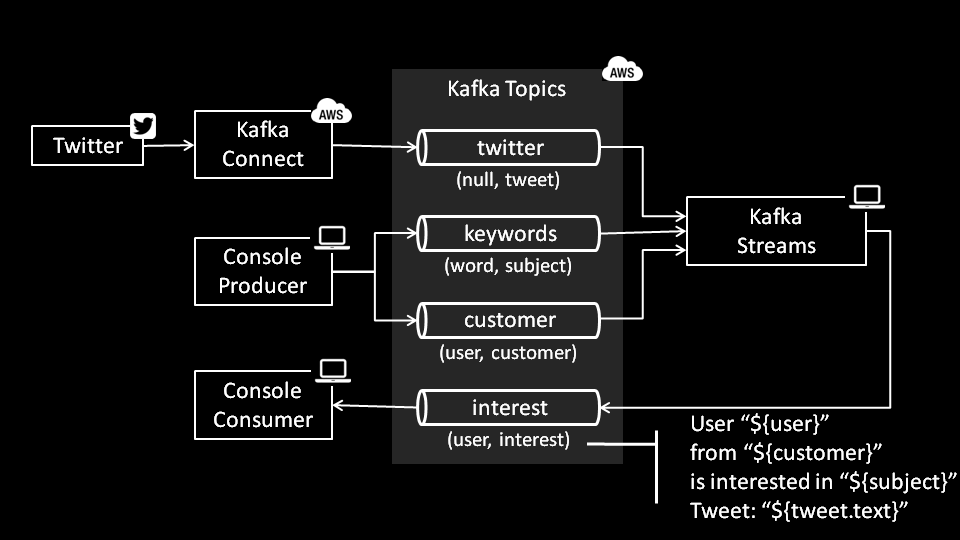 AWS
Kafka Topics
Twitter
Kafka
Connect
AWS
twitter
(null, tweet)
Kafka
Streams
keywords
(word, subject)
Console
Producer
customer
(user, customer)
Console
Consumer
interest
(user, interest)
User “${user}”
from “${customer}”
is interested in “${subject}”
Tweet: “${tweet.text}”